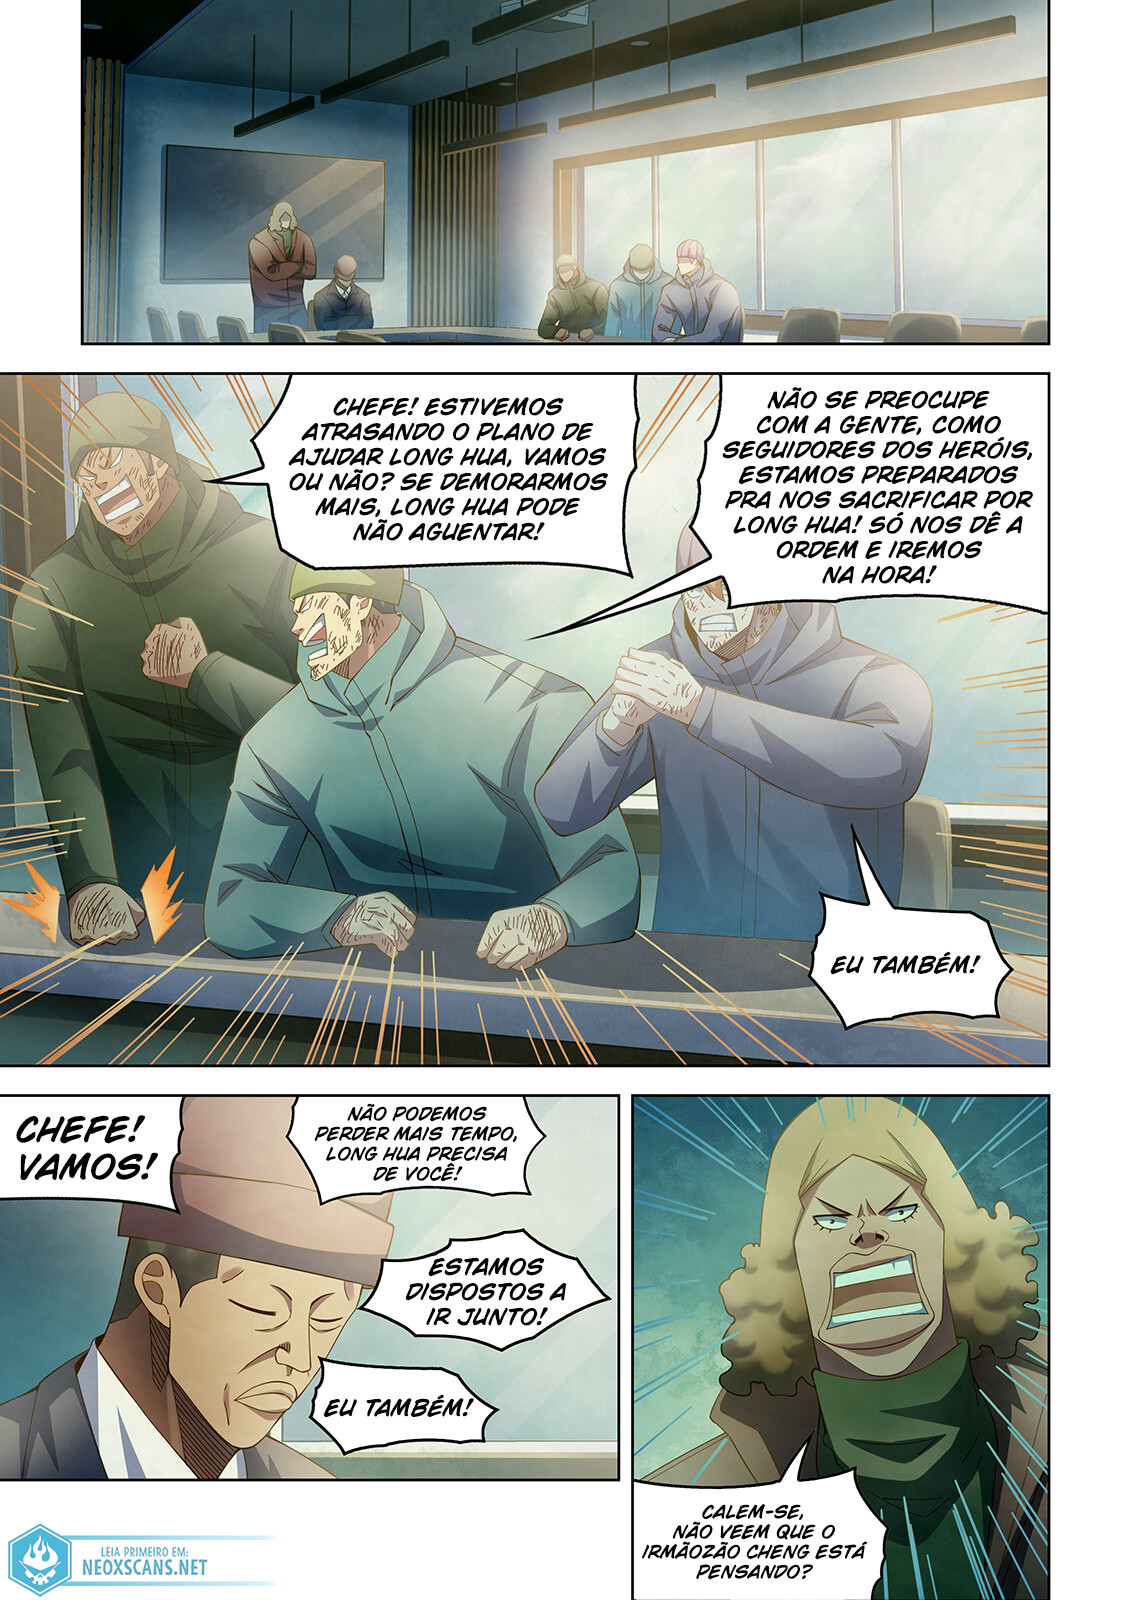 CHEFE! ESTIVEMOS
ATRASANDO O PLANO DE
AJUDAR LONG HUA, VAMOS
OU NÃO? SE DEMORARMOS
MAIS, LONG HUA PODE
NÃO AGUENTAR!
NÃO SE PREOCUPE
COM A GENTE, COMO
SEGUIDORES DOS HERÓIS,
ESTAMOS PREPARADOS
PRA NOS SACRIFICAR POR
LONG HUA! SÓ NOS DÊ A
ORDEM E IREMOS
NA HORA!
EU TAMBÉM!
CHEFE!
VAMOS!
NÃO PODEMOS
PERDER MAIS TEMPO,
LONG HUA PRECISA
DE VOCÊ!
ESTAMOS
DISPOSTOS A
IR JUNTO!
EU TAMBÉM!
CALEM-SE,
NÃO VEEM QUE O
IRMÃOZÃO CHENG ESTÁ
PENSANDO?
LEIA PRIMEIRO EM:
NEOXSCANS.NET